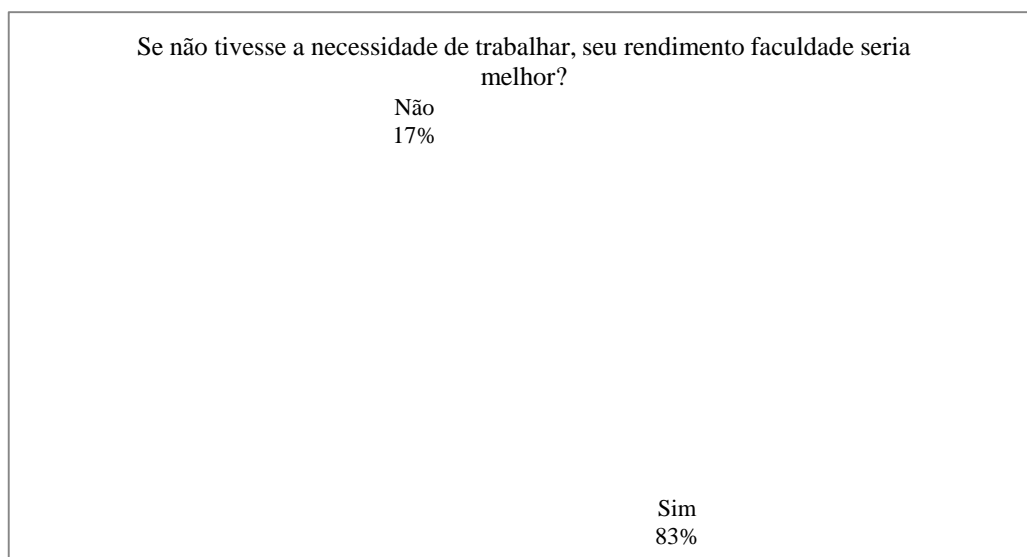 Se não tivesse a necessidade de trabalhar, seu rendimento faculdade seria
melhor?
Não
17%
Sim
83%